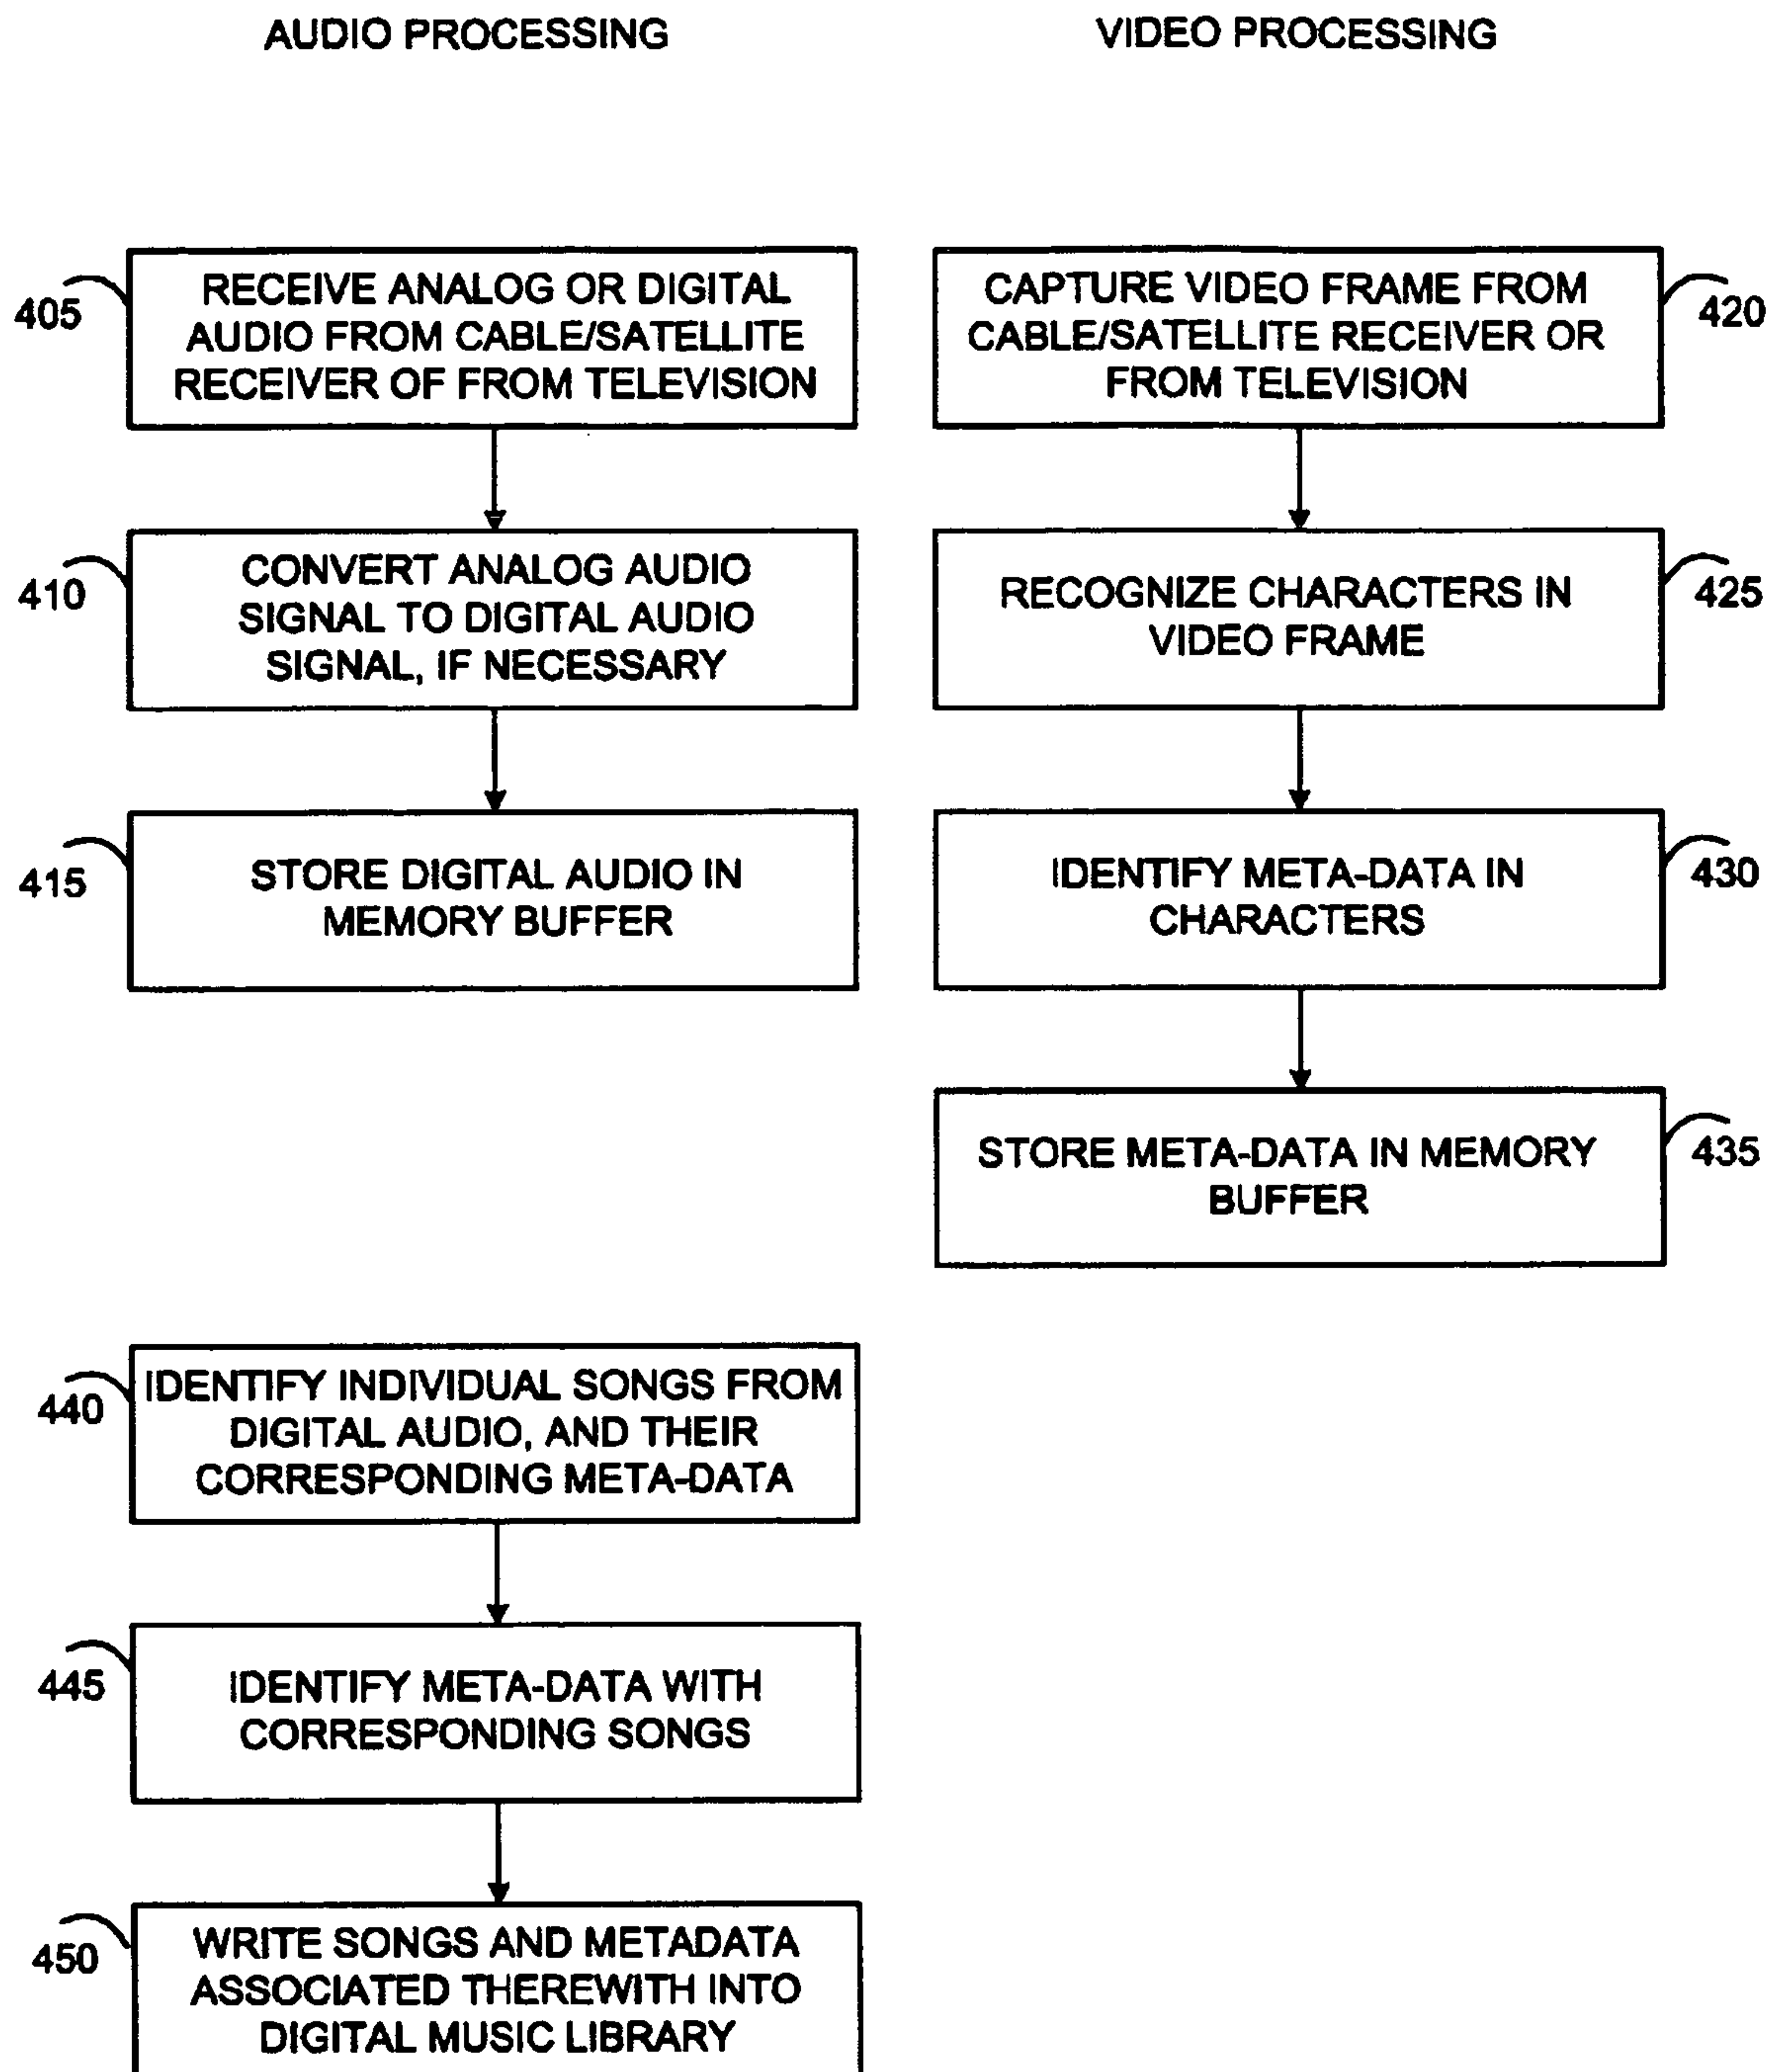 AUDIO PROCESSING
VIDEO PROCESSING
405
RECEIVE ANALOG OR DIGITAL
AUDIO FROM CABLE/SATELLITE
RECEIVER OF FROM TELEVISION
410
CONVERT ANALOG AUDIO
SIGNAL TO DIGITAL AUDIO
SIGNAL, IF NECESSARY
415
STORE DIGITAL AUDIO IN
MEMORY BUFFER
CAPTURE VIDEO FRAME FROM
CABLE/SATELLITE RECEIVER OR
FROM TELEVISION
420
RECOGNIZE CHARACTERS IN
VIDEO FRAME
425
IDENTIFY META-DATA IN
CHARACTERS
430
STORE META-DATA IN MEMORY
BUFFER
435
440
IDENTIFY INDIVIDUAL SONGS FROM
DIGITAL AUDIO, AND THEIR
CORRESPONDING META-DATA
445
IDENTIFY META-DATA WITH
CORRESPONDING SONGS
450
WRITE SONGS AND METADATA
ASSOCIATED THEREWITH INTO
DIGITAL MUSIC LIBRARY